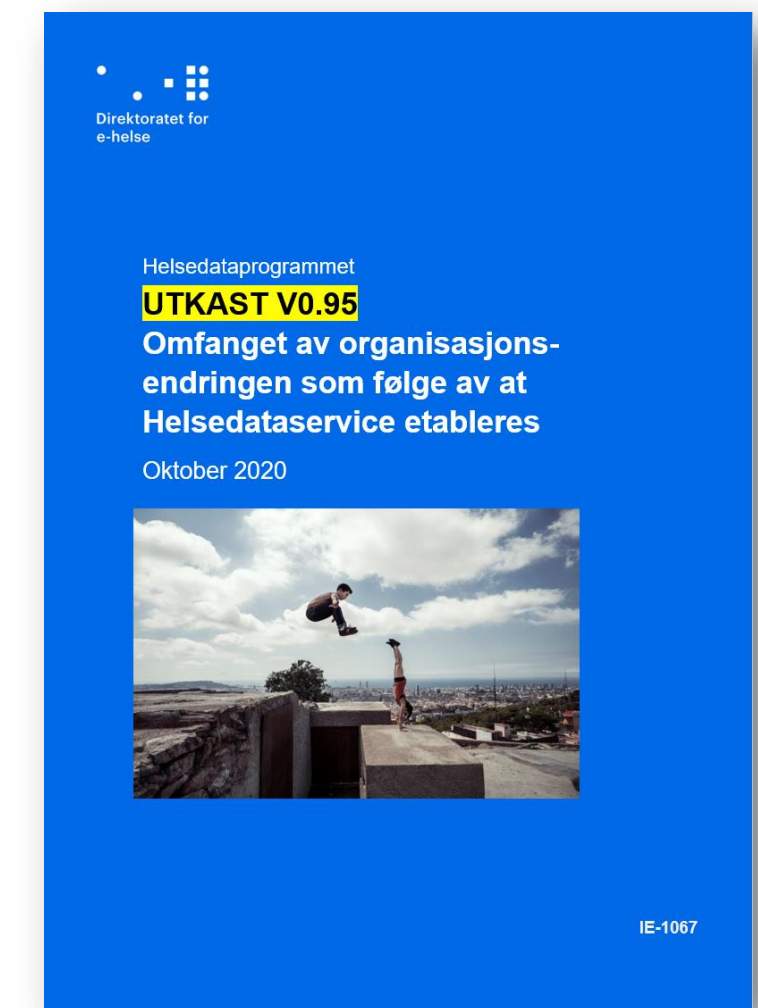 Direktoratet for
e-helse
Helsedataprogrammet
UTKAST V0.95
Omfanget av organisasjons-
endringen som følge av at
Helsedataservice etableres
Oktober 2020
IE-1067